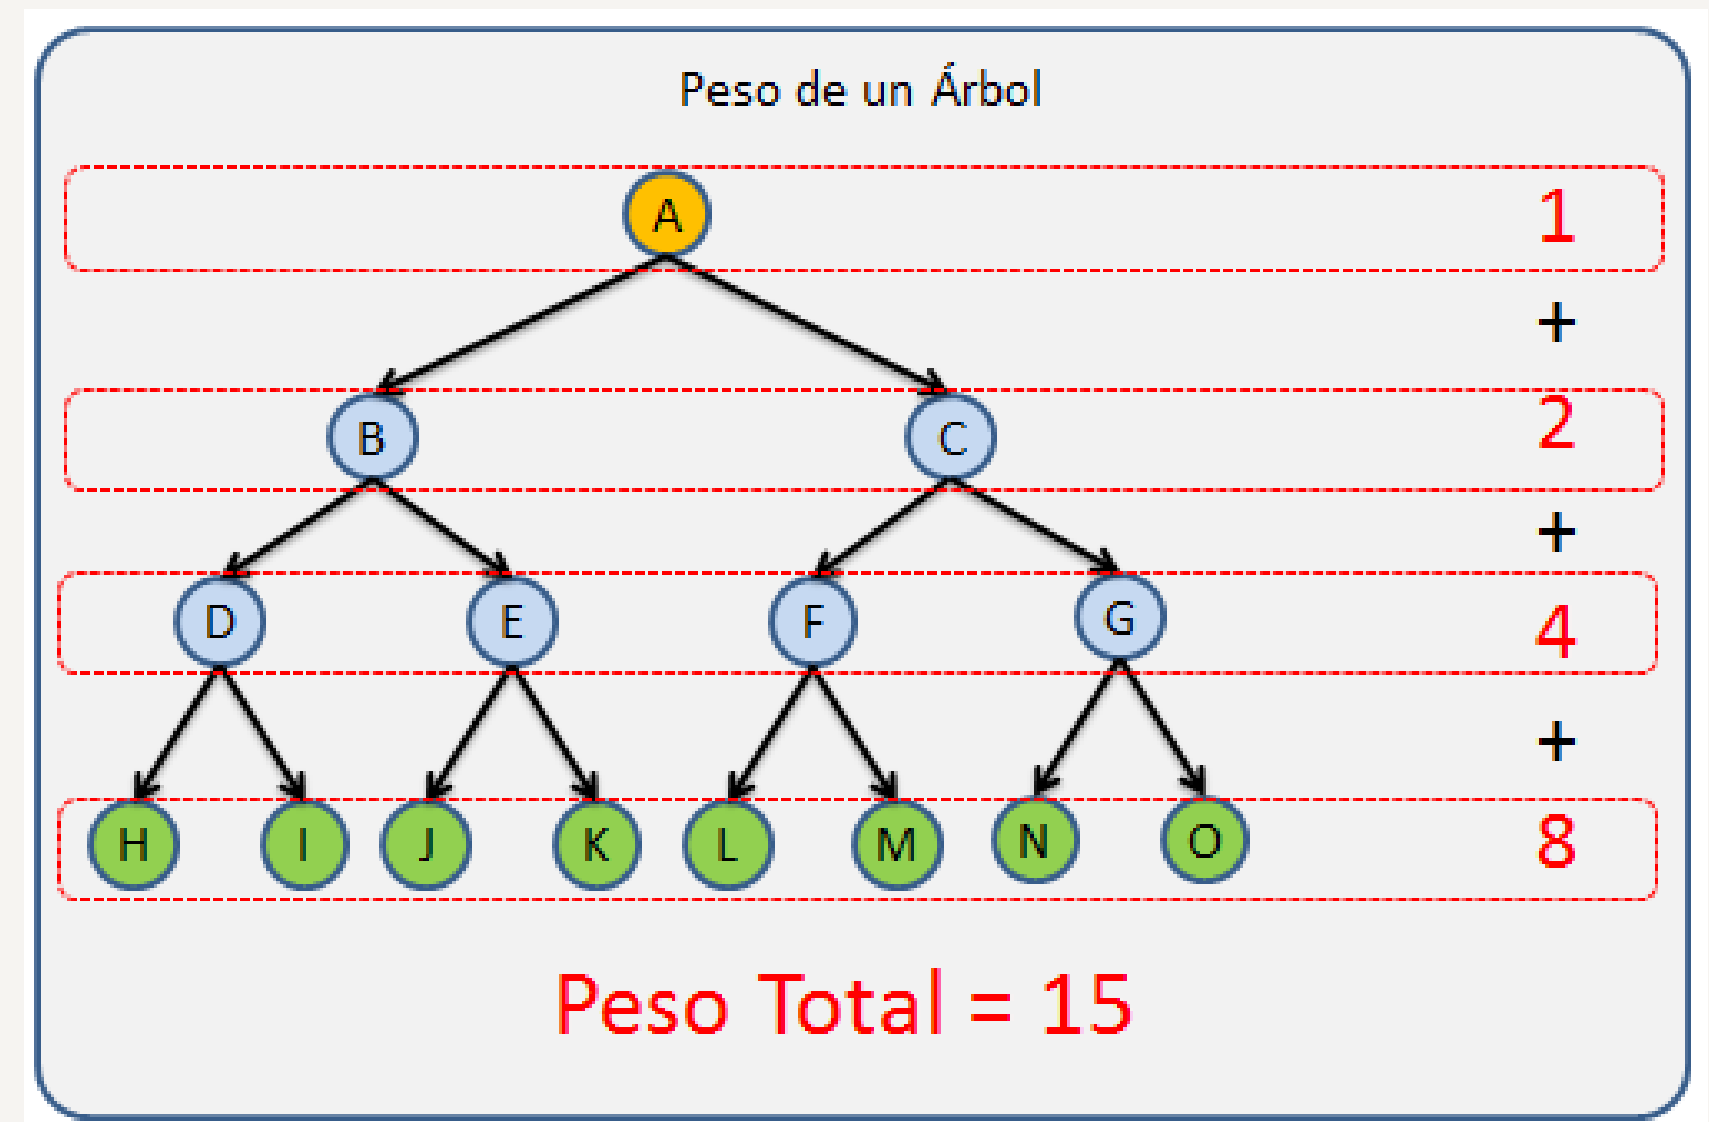 Peso de un Árbol
A 1
+
B C 2
+
D E F G 4
+
H I J K L M N O 8
Peso Total = 15